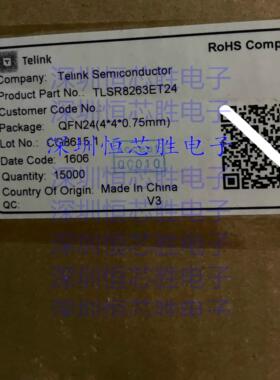 Telink
RoHS Comp
Company: Telink Semiconductor
Product Part No.: TLSR8263ET24
Customer Code No.:
Package: QFN24(4*4*0.75mm)
Lot No.:
Date Code: 1606
QC010
Quantity: 15000
Country Of Origin: Made In China
QC: V3
深圳恒芯胜电子
深圳恒芯胜电子
深圳恒芯胜电子
深圳恒芯胜电子
深圳恒芯胜电子